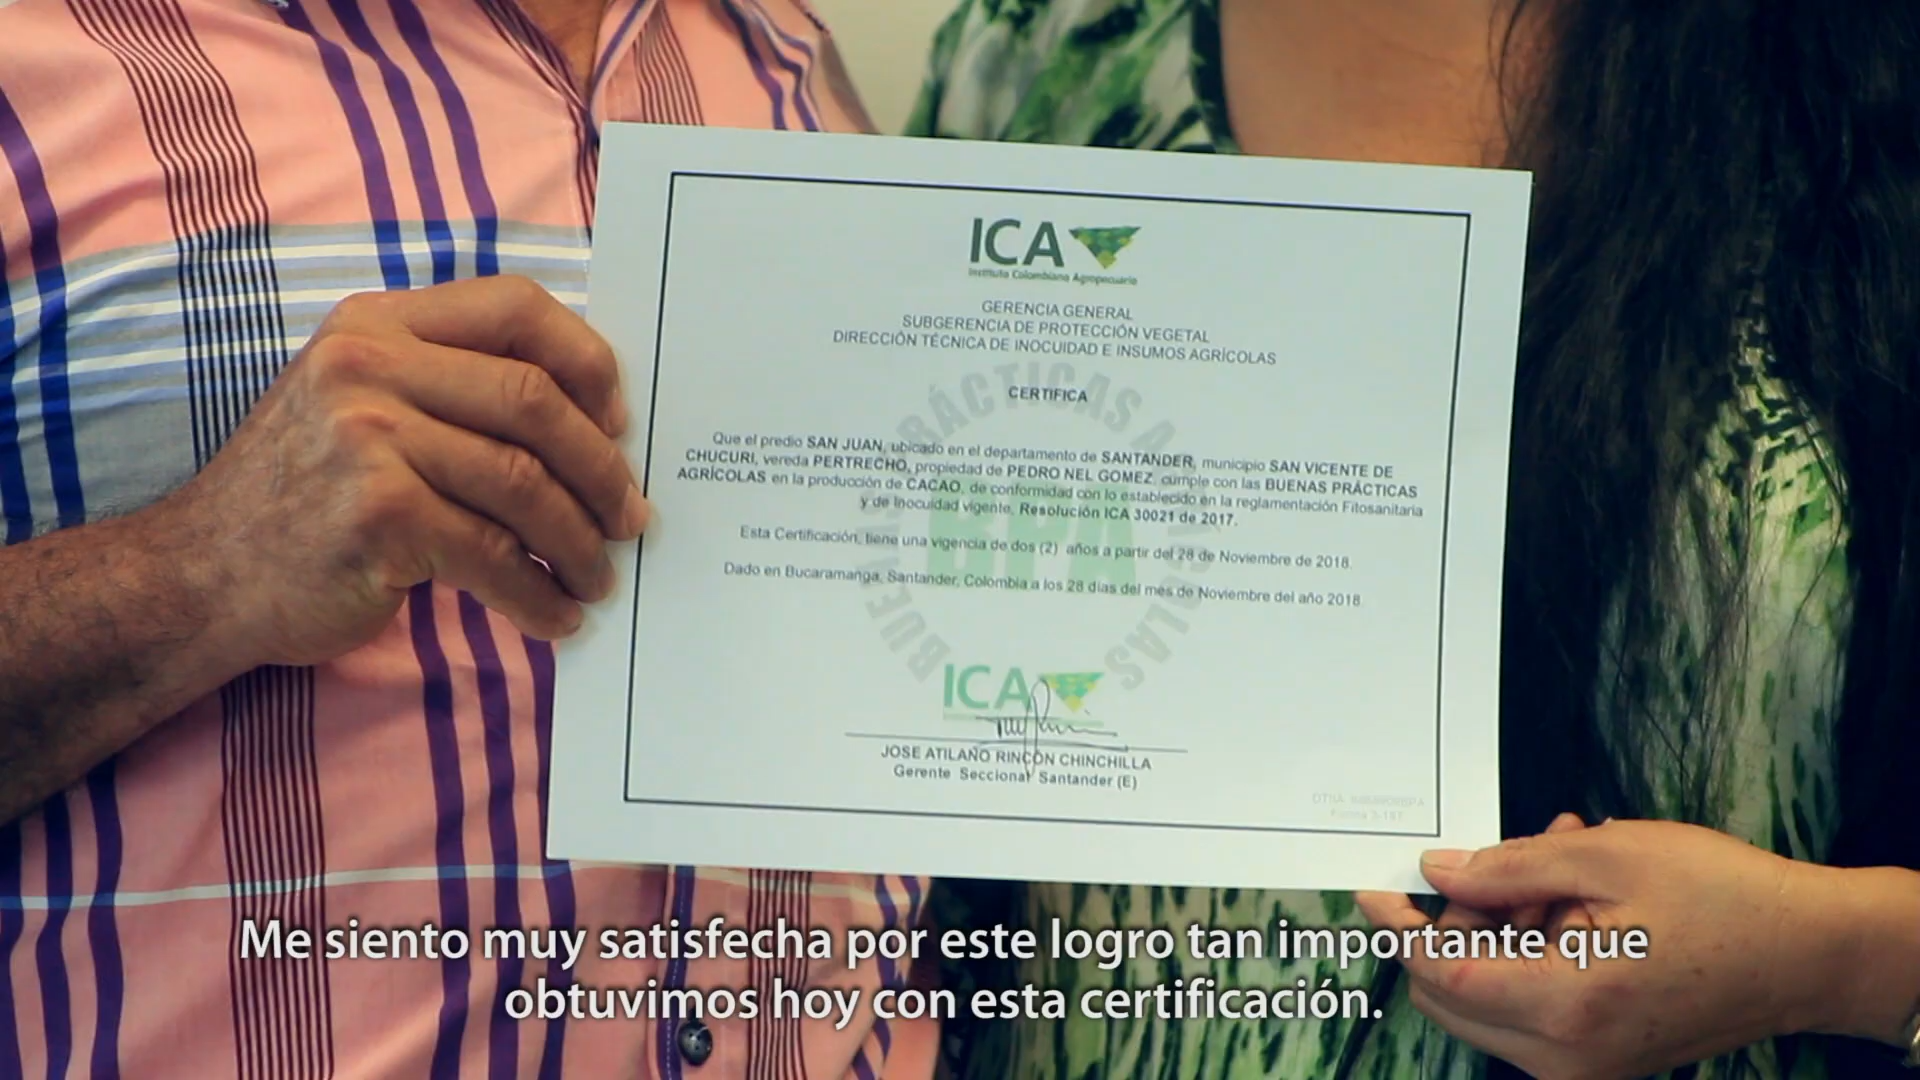 ICA
Instituto Colombiano Agropecuario
GERENCIA GENERAL
SUBGERENCIA DE PROTECCIÓN VEGETAL
DIRECCIÓN TÉCNICA DE INOCUIDAD E INSUMOS AGRÍCOLAS
CERTIFICA
Que el predio SAN JUAN, ubicado en el departamento de SANTANDER, municipio SAN VICENTE DE
CHUCURI, vereda PERTRECHO, propiedad de PEDRO NEL GOMEZ, cumple con las BUENAS PRÁCTICAS
AGRÍCOLAS en la producción de CACAO, de conformidad con lo establecido en la reglamentación Fitosanitaria
y de Inocuidad vigente, Resolución ICA 30021 de 2017.
Esta Certificación, tiene una vigencia de dos (2) años a partir del 28 de Noviembre de 2018.
Dado en Bucaramanga, Santander, Colombia a los 28 días del mes de Noviembre del año 2018
BPA
ICA
JOSE ATILANO RINCÓN CHINCHILLA
Gerente Seccional Santander (E)
Me siento muy satisfecha por este logro tan importante que
obtuvimos hoy con esta certificación.